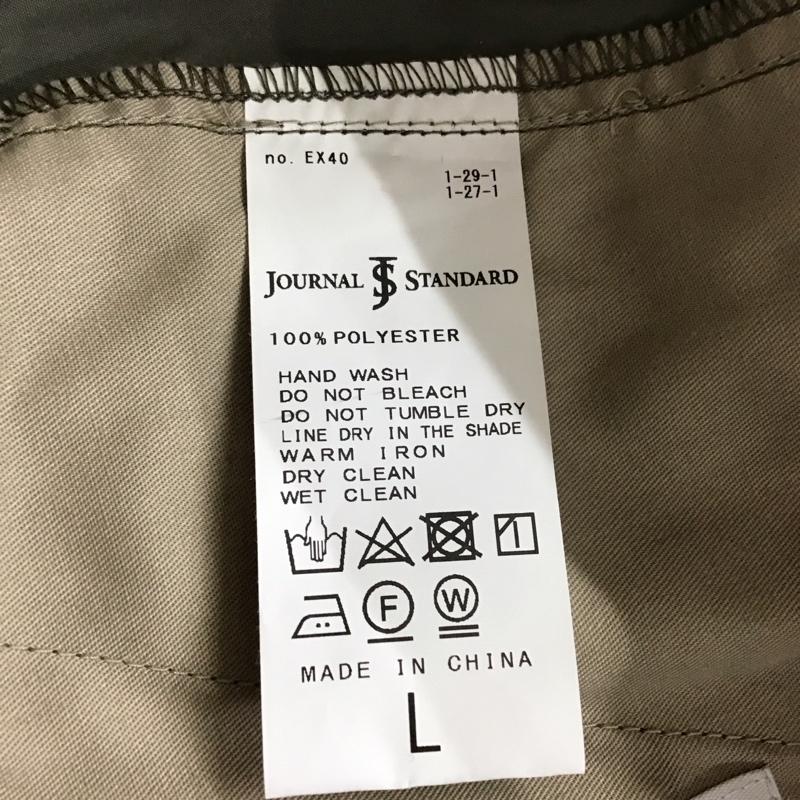 no. EX40
1-29-1
1-27-1
JOURNAL JS STANDARD
100% POLYESTER
HAND WASH
DO NOT BLEACH
DO NOT TUMBLE DRY
LINE DRY IN THE SHADE
WARM IRON
DRY CLEAN
WET CLEAN
F W
MADE IN CHINA
L